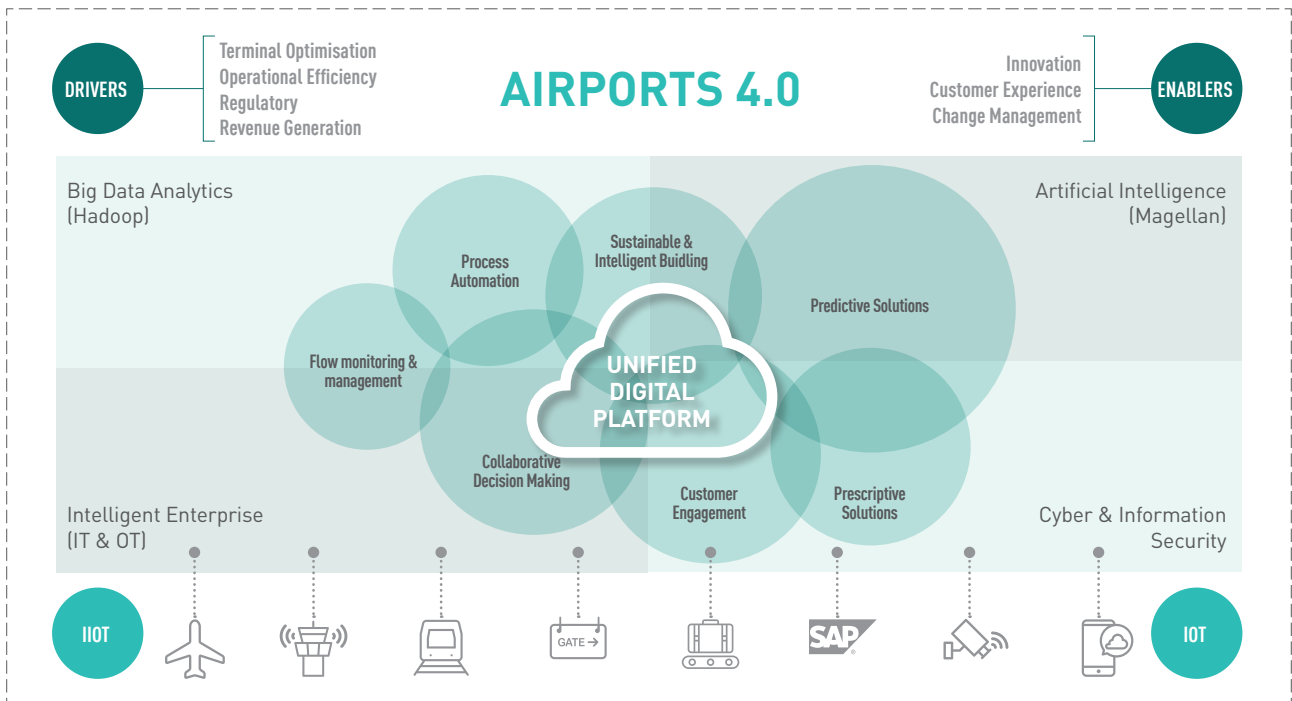 DRIVERS
Terminal Optimisation
Operational Efficiency
Regulatory
Revenue Generation
AIRPORTS 4.0
Innovation
Customer Experience
Change Management
ENABLERS
Big Data Analytics
(Hadoop)
Artificial Intelligence
(Magellan)
Process
Automation
Sustainable &
Intelligent Buidling
Predictive Solutions
Flow monitoring &
management
UNIFIED
DIGITAL
PLATFORM
Collaborative
Decision Making
Customer
Engagement
Prescriptive
Solutions
Intelligent Enterprise
(IT & OT)
Cyber & Information
Security
IIOT
GATE →
SAP®
IOT